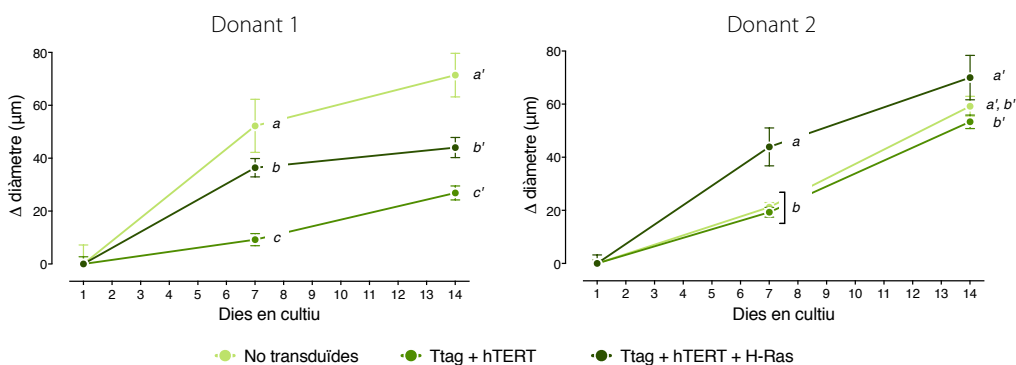 Donant 1
Δ diàmetre (µm)
80
60
40
20
0
a
b
c
a'
b'
c'
1 2 3 4 5 6 7 8 9 10 11 12 13 14
Dies en cultiu
Donant 2
Δ diàmetre (µm)
80
60
40
20
0
a
b
a'
a', b'
b'
1 2 3 4 5 6 7 8 9 10 11 12 13 14
Dies en cultiu
No transduïdes Ttag + hTERT Ttag + hTERT + H-Ras